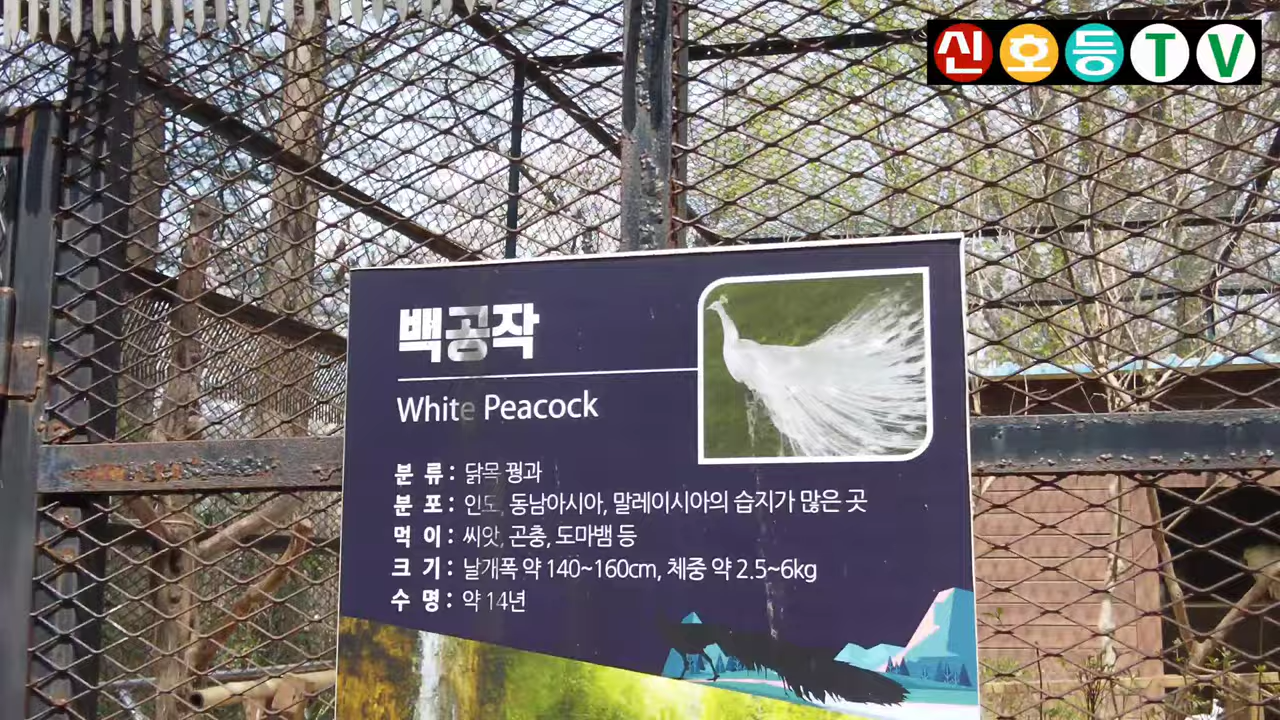 신호등TV
백공작
White Peacock
분 류 : 닭목 꿩과
분 포 : 인도, 동남아시아, 말레이시아의 습지가 많은 곳
먹 이 : 씨앗, 곤충, 도마뱀 등
크 기 : 날개폭 약 140~160cm, 체중 약 2.5~6kg
수 명 : 약 14년